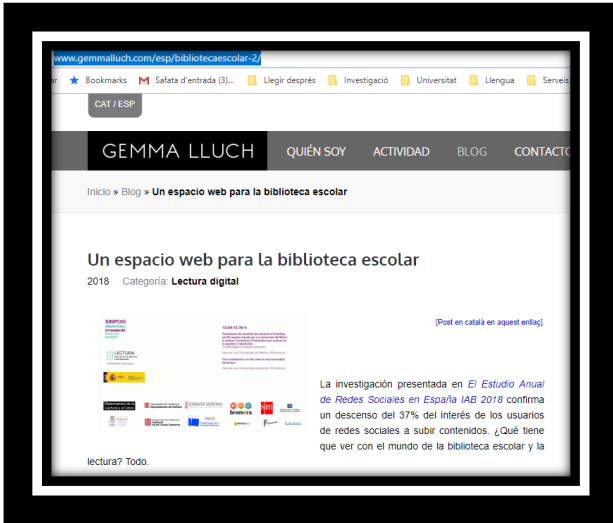 www.gemmalluch.com/esp/bibliotecaescolar-2/
Bookmarks Safata d'entrada (3)... Llegir després Investigació Universitat Llengua Serveis
CAT / ESP
GEMMA LLUCH QUIÉN SOY ACTIVIDAD BLOG CONTACTO
Inicio » Blog » Un espacio web para la biblioteca escolar
Un espacio web para la biblioteca escolar
2018 Categoría: Lectura digital
[Post en català en aquest enllaç].
SIMPOSI
LECTURA
bromera
sm
La investigación presentada en El Estudio Anual
de Redes Sociales en España IAB 2018 confirma
un descenso del 37% del interés de los usuarios
de redes sociales a subir contenidos. ¿Qué tiene
que ver con el mundo de la biblioteca escolar y la
lectura? Todo.